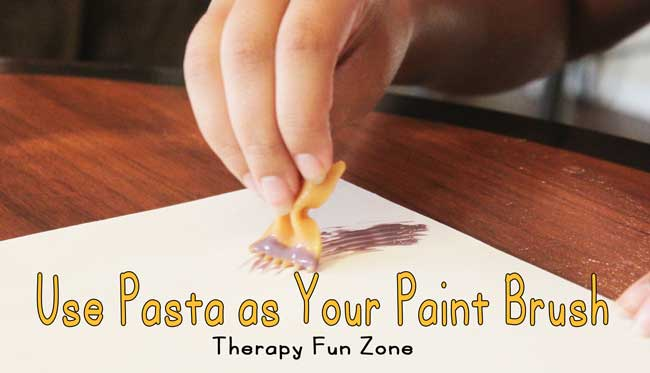 Use Pasta as Your Paint Brush
Therapy Fun Zone